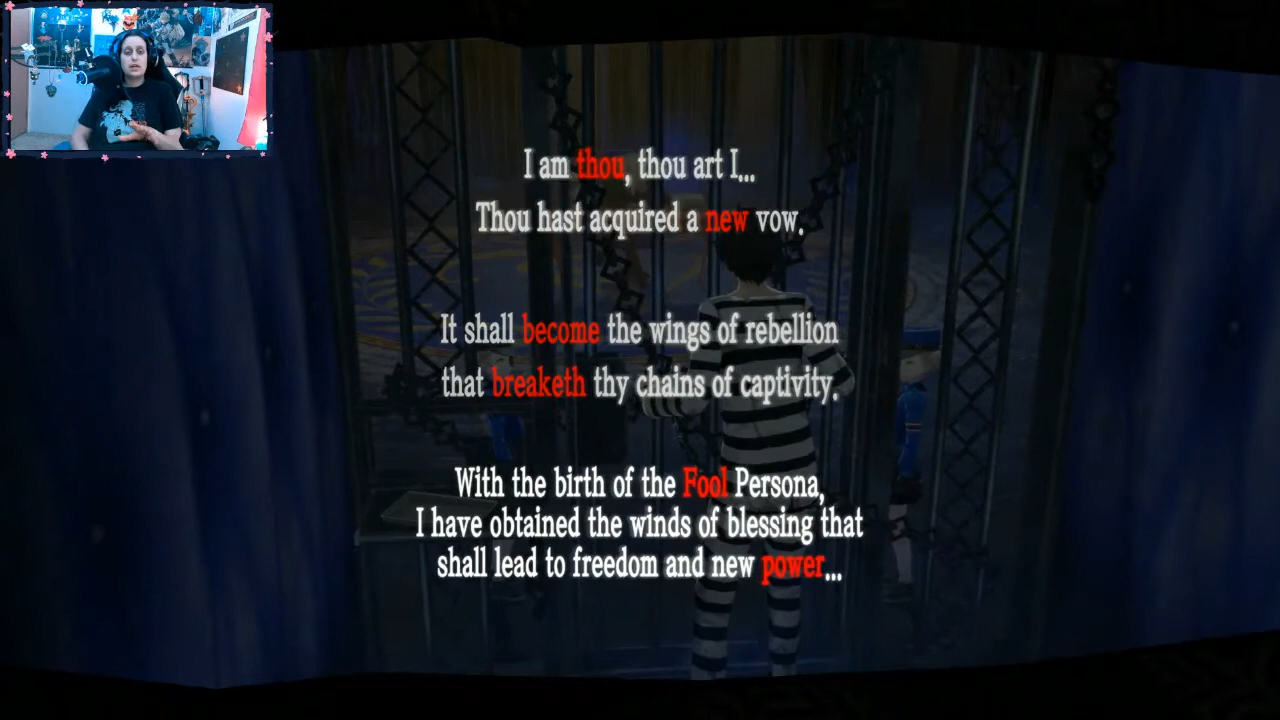 I am thou, thou art I...
Thou hast acquired a new vow.
It shall become the wings of rebellion
that breaketh thy chains of captivity.
With the birth of the Fool Persona,
I have obtained the winds of blessing that
shall lead to freedom and new power...